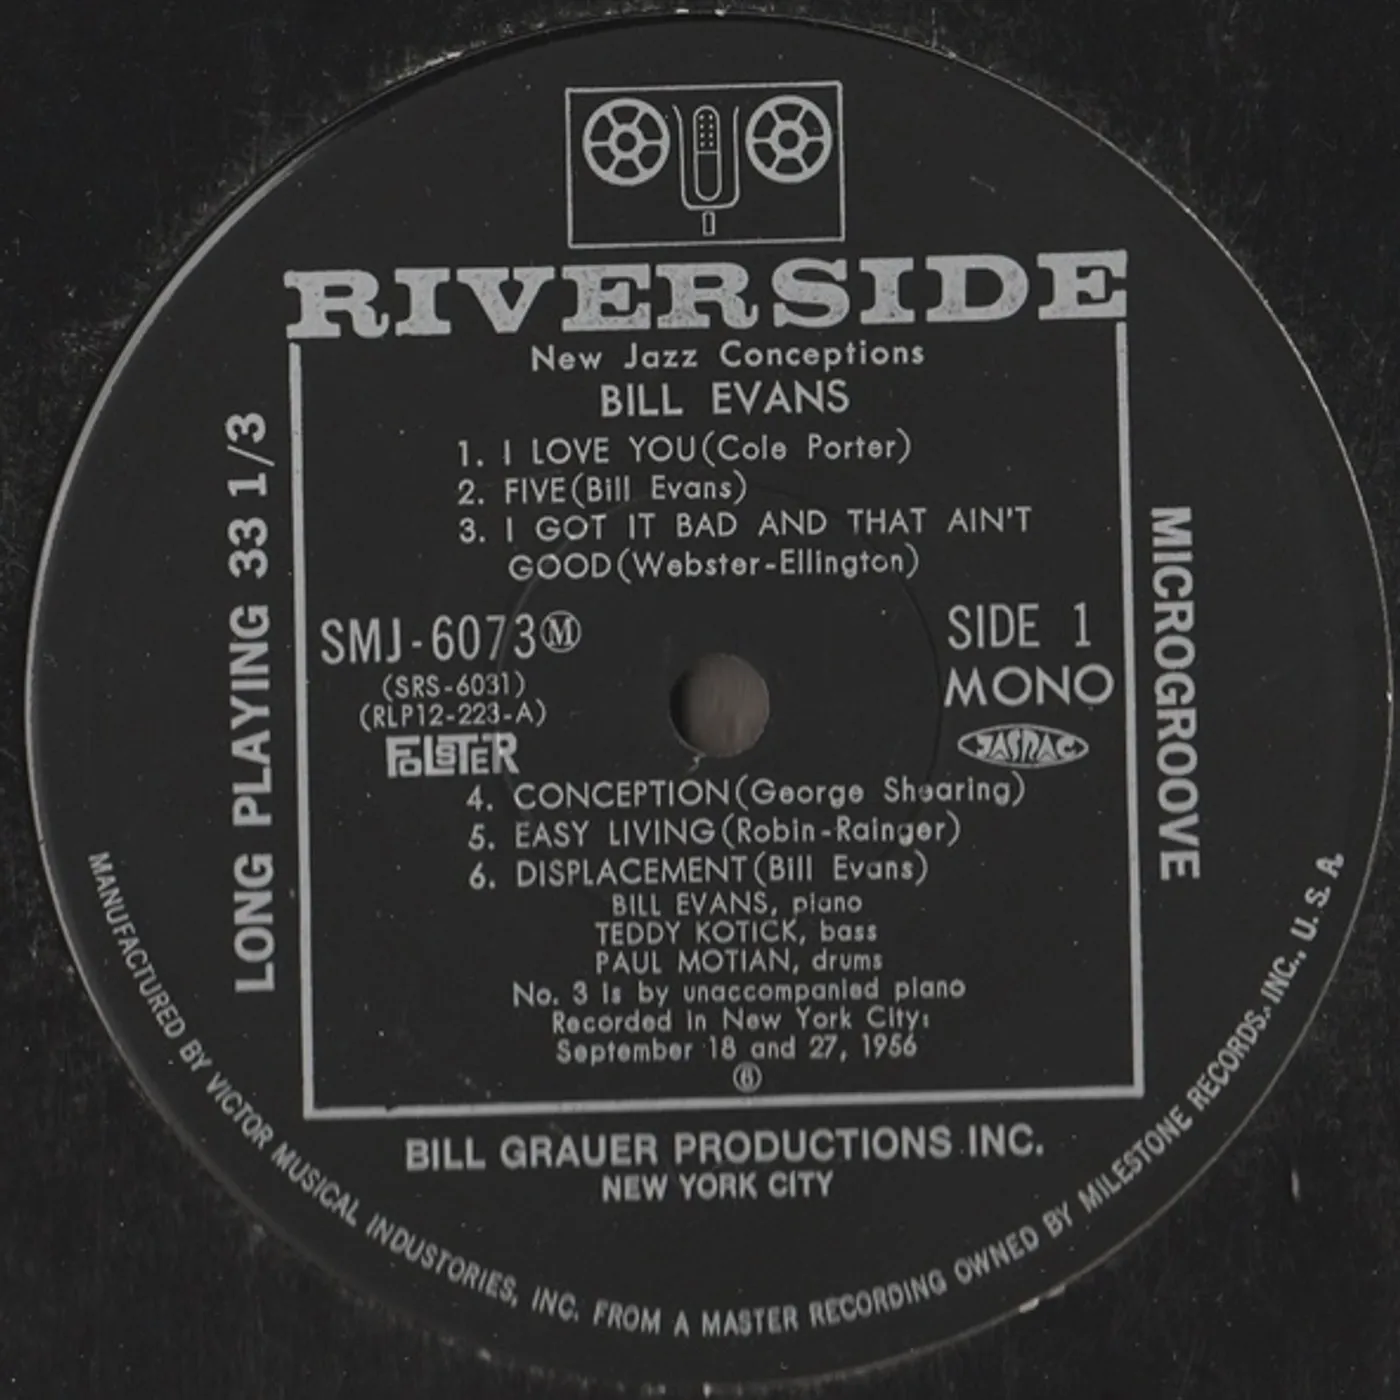 RIVERSIDE
New Jazz Conceptions
BILL EVANS
1. I LOVE YOU(Cole Porter)
2. FIVE(Bill Evans)
3. I GOT IT BAD AND THAT AIN'T
GOOD(Webster-Ellington)
SMJ-6073Ⓜ
(SRS-6031)
(RLP12-223-A)
FOLSTER
SIDE 1
MONO
JASRAC
4. CONCEPTION(George Shearing)
5. EASY LIVING(Robin-Rainger)
6. DISPLACEMENT(Bill Evans)
BILL EVANS, piano
TEDDY KOTICK, bass
PAUL MOTIAN, drums
No. 3 is by unaccompanied piano
Recorded in New York City:
September 18 and 27, 1956
⑥
LONG PLAYING 33 1/3
MICROGROOVE
BILL GRAUER PRODUCTIONS INC.
NEW YORK CITY
MANUFACTURED BY VICTOR MUSICAL INDUSTORIES, INC. FROM A MASTER RECORDING OWNED BY MILESTONE RECORDS, INC., U. S. A.